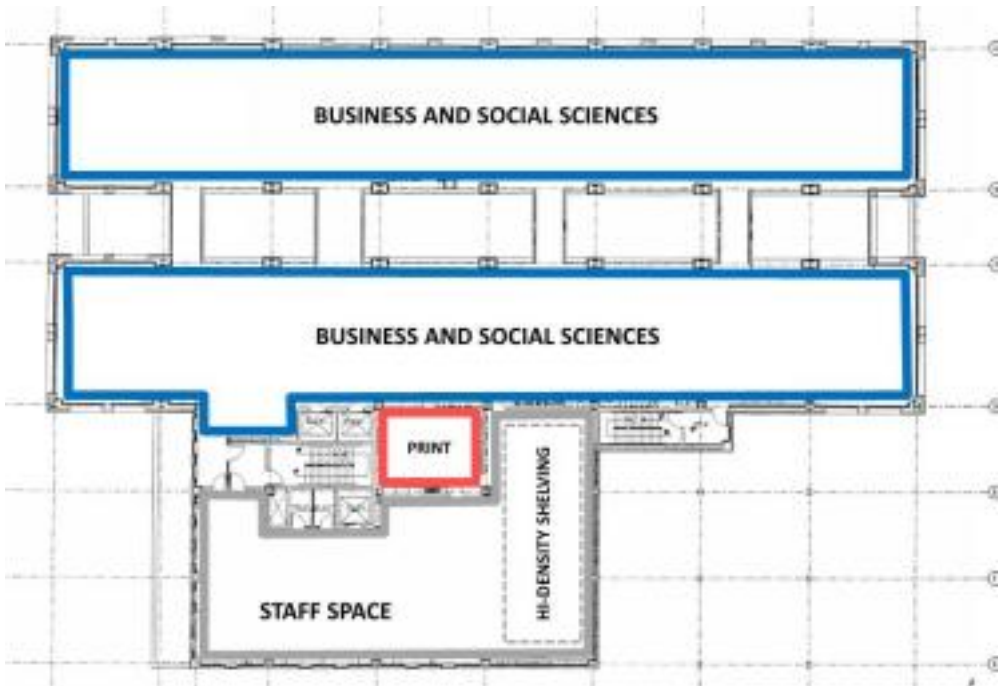 BUSINESS AND SOCIAL SCIENCES
BUSINESS AND SOCIAL SCIENCES
PRINT
HI-DENSITY SHELVING
STAFF SPACE